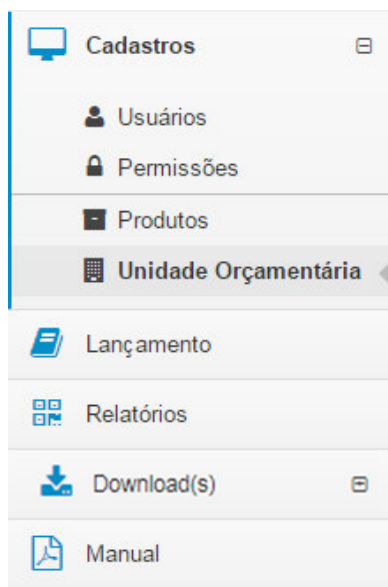 Cadastros
Usuários
Permissões
Produtos
Unidade Orçamentária
Lançamento
Relatórios
Download(s)
Manual